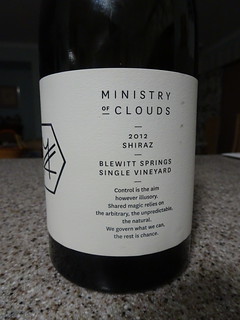 MINISTRY
OF CLOUDS
2012
SHIRAZ
BLEWITT SPRINGS
SINGLE VINEYARD
Control is the aim
however illusory.
Shared magic relies on
the arbitrary, the unpredictable,
the natural.
We govern what we can,
the rest is chance.